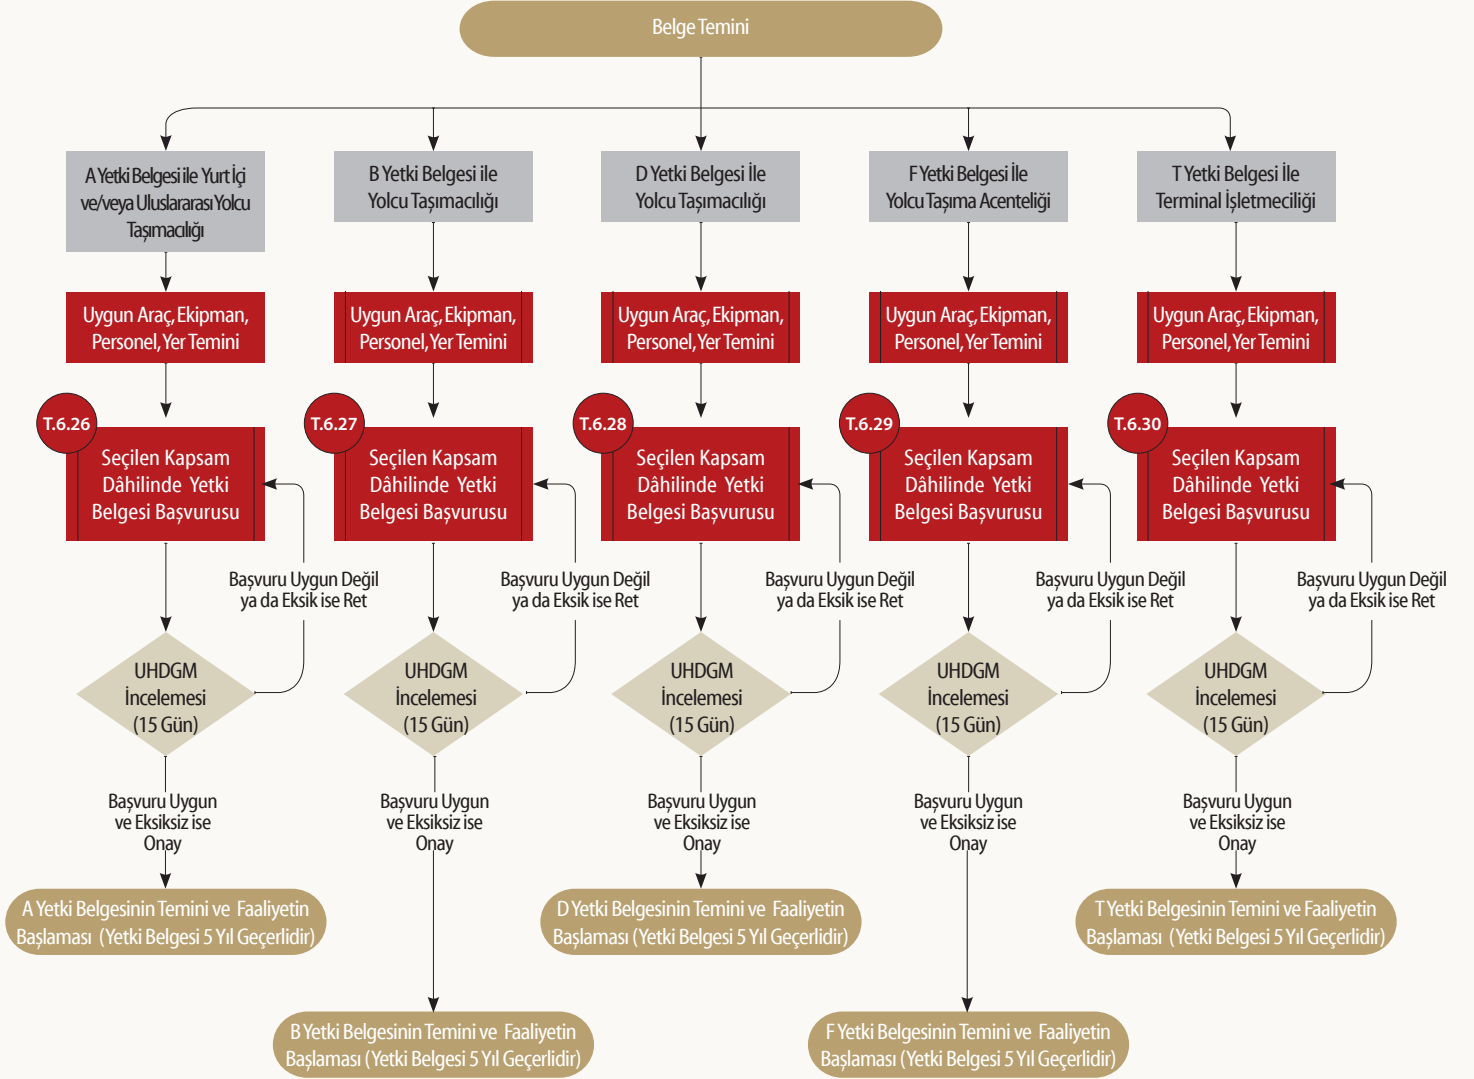 Belge Temini
A Yetki Belgesi ile Yurt İçi
ve/veya Uluslararası Yolcu
Taşımacılığı
B Yetki Belgesi ile
Yolcu Taşımacılığı
D Yetki Belgesi İle
Yolcu Taşımacılığı
F Yetki Belgesi İle
Yolcu Taşıma Acenteliği
T Yetki Belgesi İle
Terminal İşletmeciliği
Uygun Araç, Ekipman,
Personel, Yer Temini
Uygun Araç, Ekipman,
Personel, Yer Temini
Uygun Araç, Ekipman,
Personel, Yer Temini
Uygun Araç, Ekipman,
Personel, Yer Temini
Uygun Araç, Ekipman,
Personel, Yer Temini
T.6.26
Seçilen Kapsam
Dâhilinde Yetki
Belgesi Başvurusu
T.6.27
Seçilen Kapsam
Dâhilinde Yetki
Belgesi Başvurusu
T.6.28
Seçilen Kapsam
Dâhilinde Yetki
Belgesi Başvurusu
T.6.29
Seçilen Kapsam
Dâhilinde Yetki
Belgesi Başvurusu
T.6.30
Seçilen Kapsam
Dâhilinde Yetki
Belgesi Başvurusu
Başvuru Uygun Değil
ya da Eksik ise Ret
Başvuru Uygun Değil
ya da Eksik ise Ret
Başvuru Uygun Değil
ya da Eksik ise Ret
Başvuru Uygun Değil
ya da Eksik ise Ret
Başvuru Uygun Değil
ya da Eksik ise Ret
UHDGM
İncelemesi
(15 Gün)
UHDGM
İncelemesi
(15 Gün)
UHDGM
İncelemesi
(15 Gün)
UHDGM
İncelemesi
(15 Gün)
UHDGM
İncelemesi
(15 Gün)
Başvuru Uygun
ve Eksiksiz ise
Onay
Başvuru Uygun
ve Eksiksiz ise
Onay
Başvuru Uygun
ve Eksiksiz ise
Onay
Başvuru Uygun
ve Eksiksiz ise
Onay
Başvuru Uygun
ve Eksiksiz ise
Onay
A Yetki Belgesinin Temini ve Faaliyetin
Başlaması (Yetki Belgesi 5 Yıl Geçerlidir)
D Yetki Belgesinin Temini ve Faaliyetin
Başlaması (Yetki Belgesi 5 Yıl Geçerlidir)
T Yetki Belgesinin Temini ve Faaliyetin
Başlaması (Yetki Belgesi 5 Yıl Geçerlidir)
B Yetki Belgesinin Temini ve Faaliyetin
Başlaması (Yetki Belgesi 5 Yıl Geçerlidir)
F Yetki Belgesinin Temini ve Faaliyetin
Başlaması (Yetki Belgesi 5 Yıl Geçerlidir)